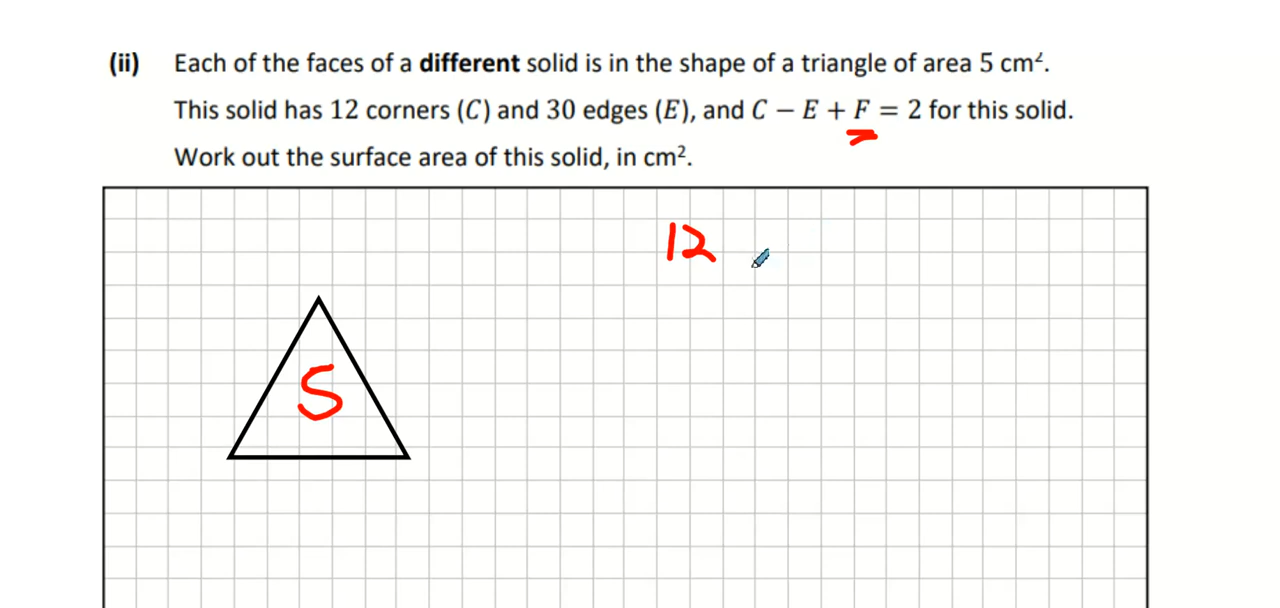 (ii) Each of the faces of a different solid is in the shape of a triangle of area 5 cm².
This solid has 12 corners (C) and 30 edges (E), and C − E + F = 2 for this solid.
Work out the surface area of this solid, in cm².
12
5